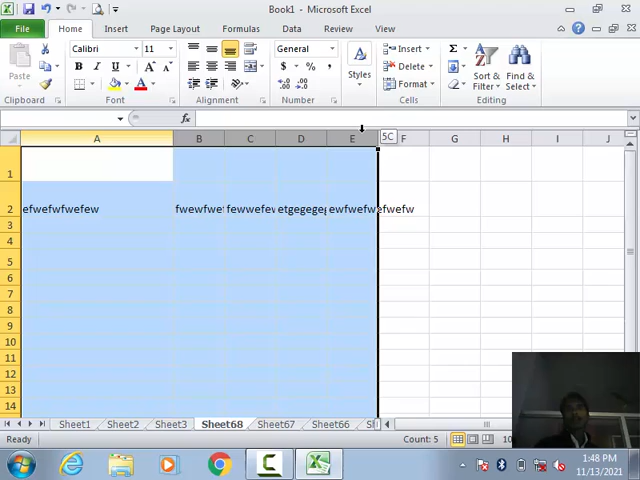 Book1 - Microsoft Excel
File Home Insert Page Layout Formulas Data Review View
Paste Calibri 11 General Styles Insert Delete Format Sort & Filter Find & Select
Clipboard Font Alignment Number Cells Editing
fx
A B C D E 5C F G H I J
1
2 efwefwfwefew fwewfwe fewwefew etgegege ewfwefw efwefw
3
4
5
6
7
8
9
10
11
12
13
14
Sheet1 Sheet2 Sheet3 Sheet68 Sheet67 Sheet66
Ready Count: 5
1:48 PM
11/13/2021